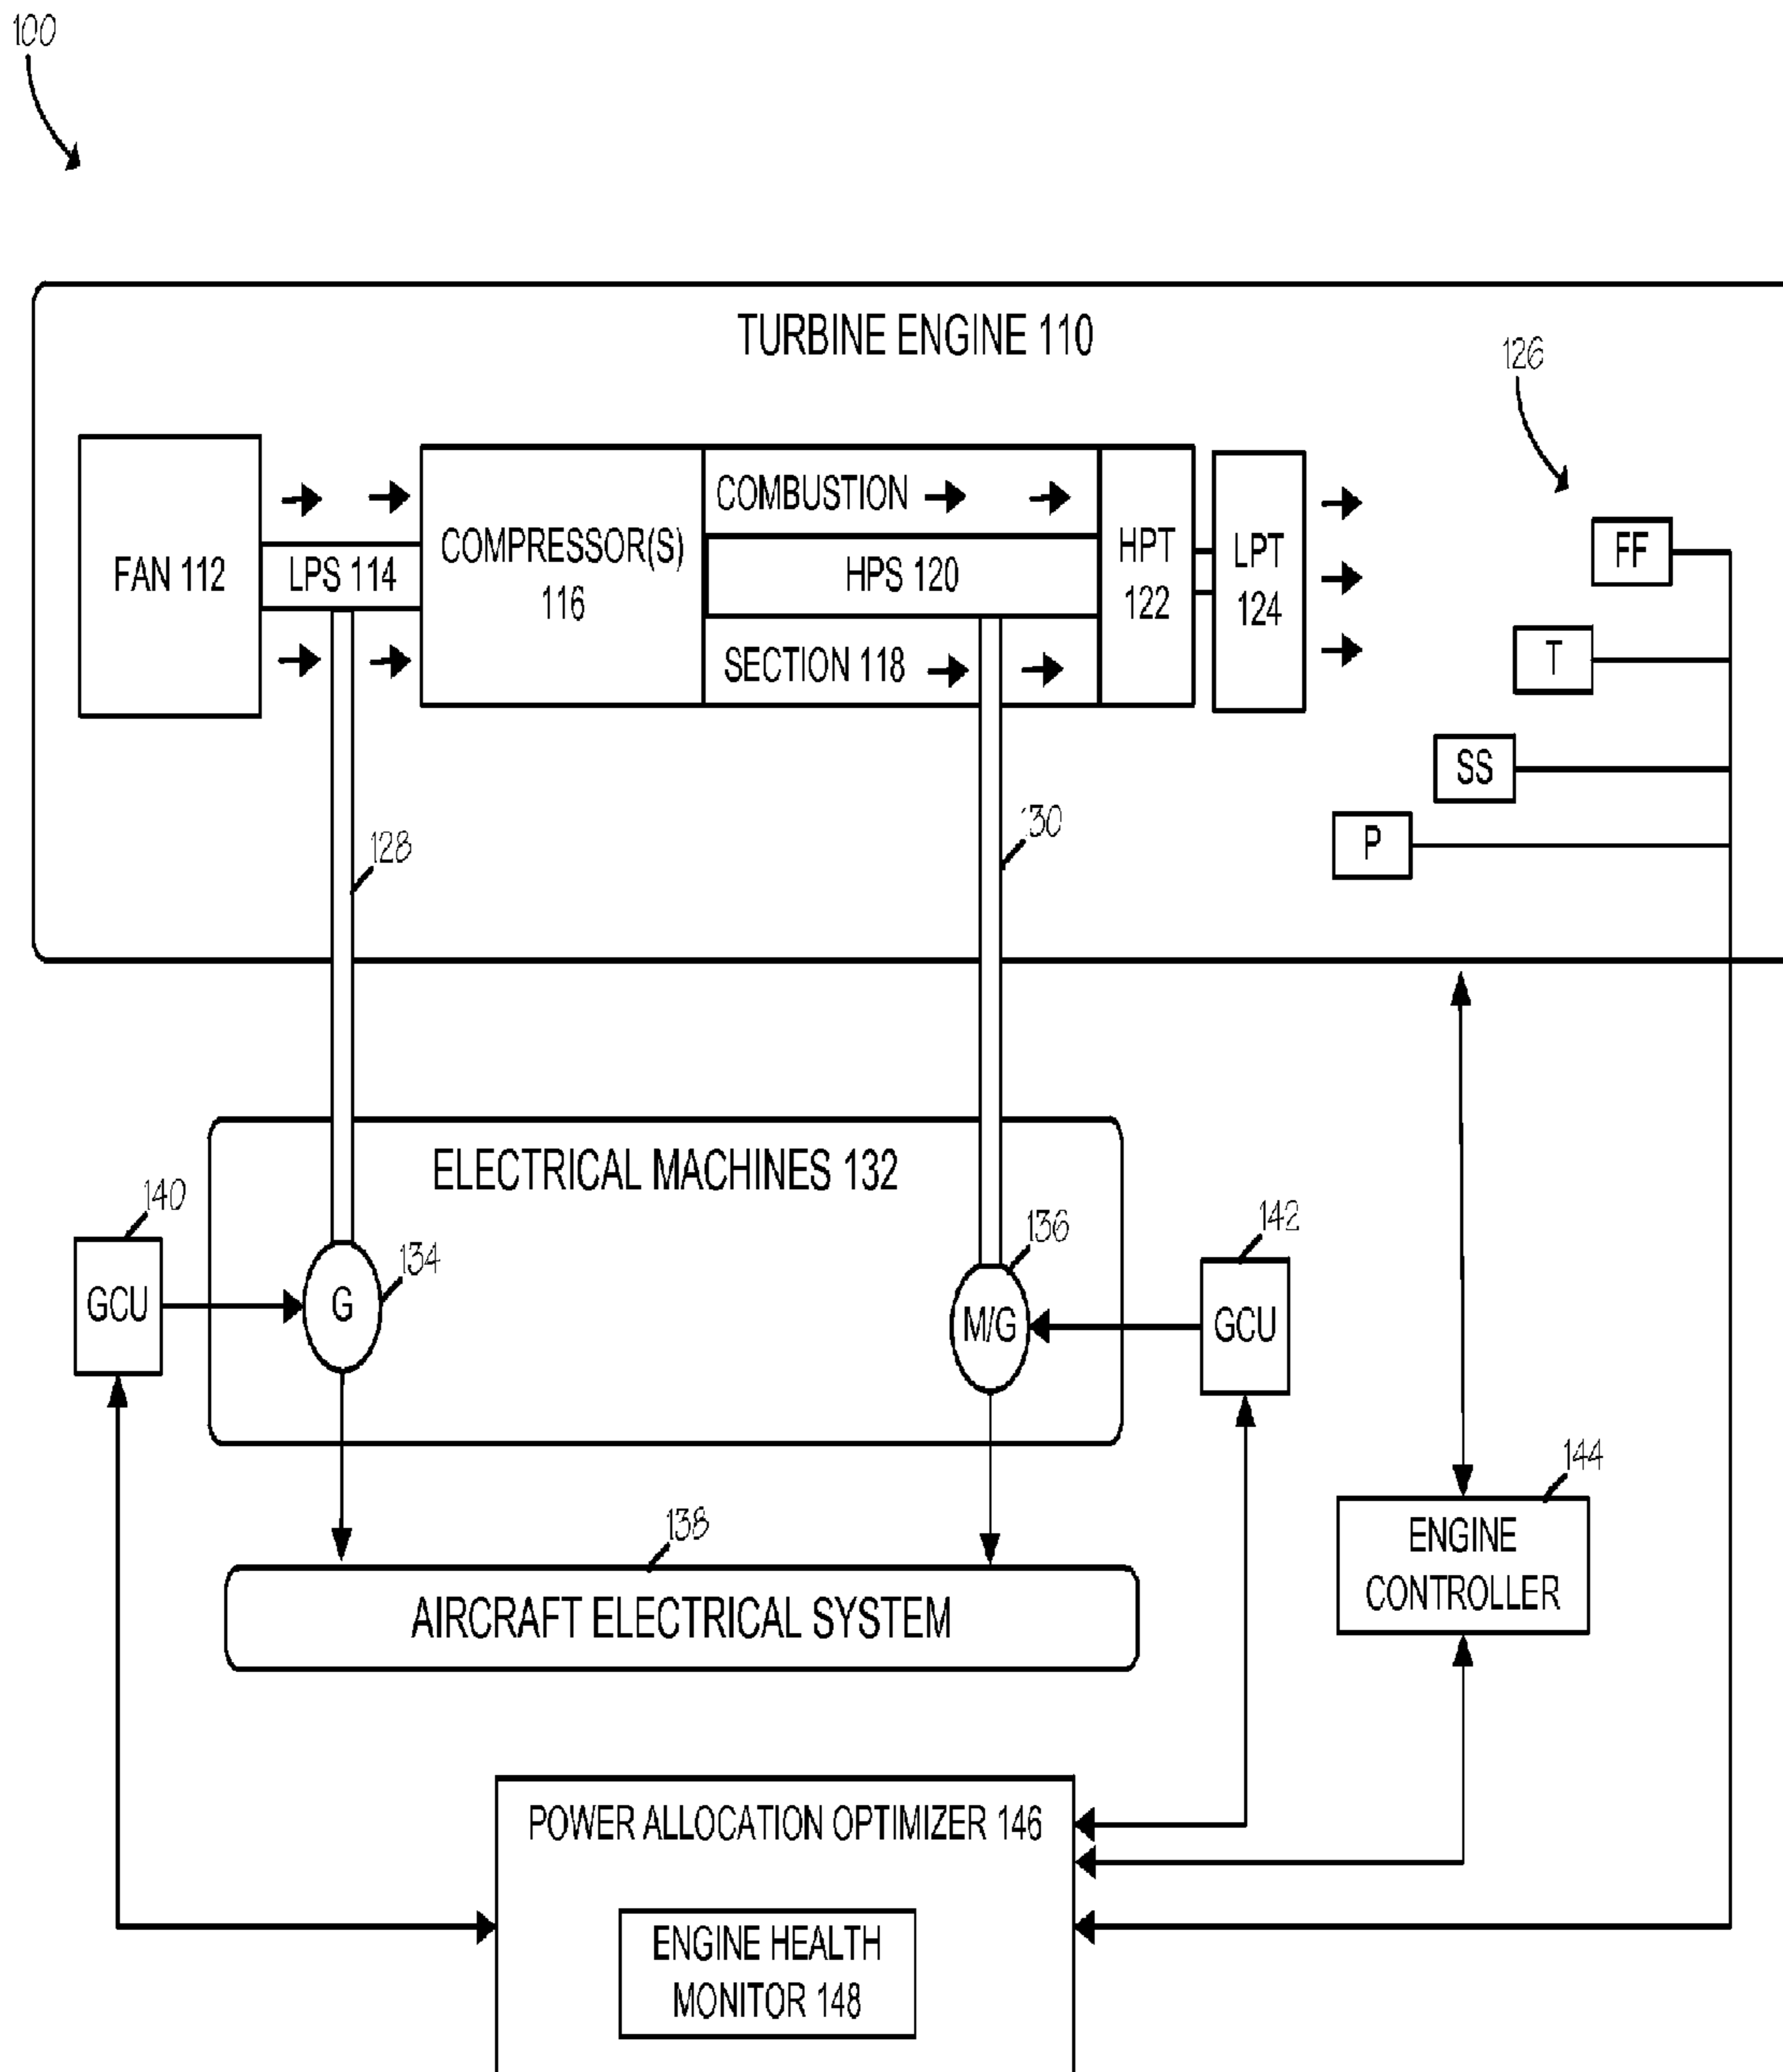 100
TURBINE ENGINE 110
126
FAN 112
LPS 114
COMPRESSOR(S)
116
COMBUSTION
HPS 120
SECTION 118
HPT
122
LPT
124
FF
T
SS
P
128
130
ELECTRICAL MACHINES 132
140
GCU
G
134
M/G
136
142
GCU
138
AIRCRAFT ELECTRICAL SYSTEM
144
ENGINE
CONTROLLER
POWER ALLOCATION OPTIMIZER 146
ENGINE HEALTH
MONITOR 148